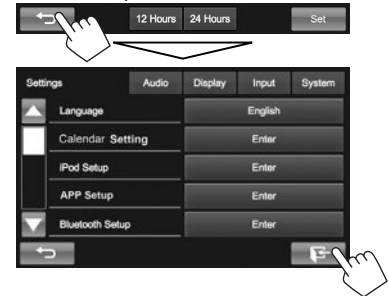 12 Hours 24 Hours Set
Settings Audio Display Input System
Language English
Calendar Setting Enter
iPod Setup Enter
APP Setup Enter
Bluetooth Setup Enter